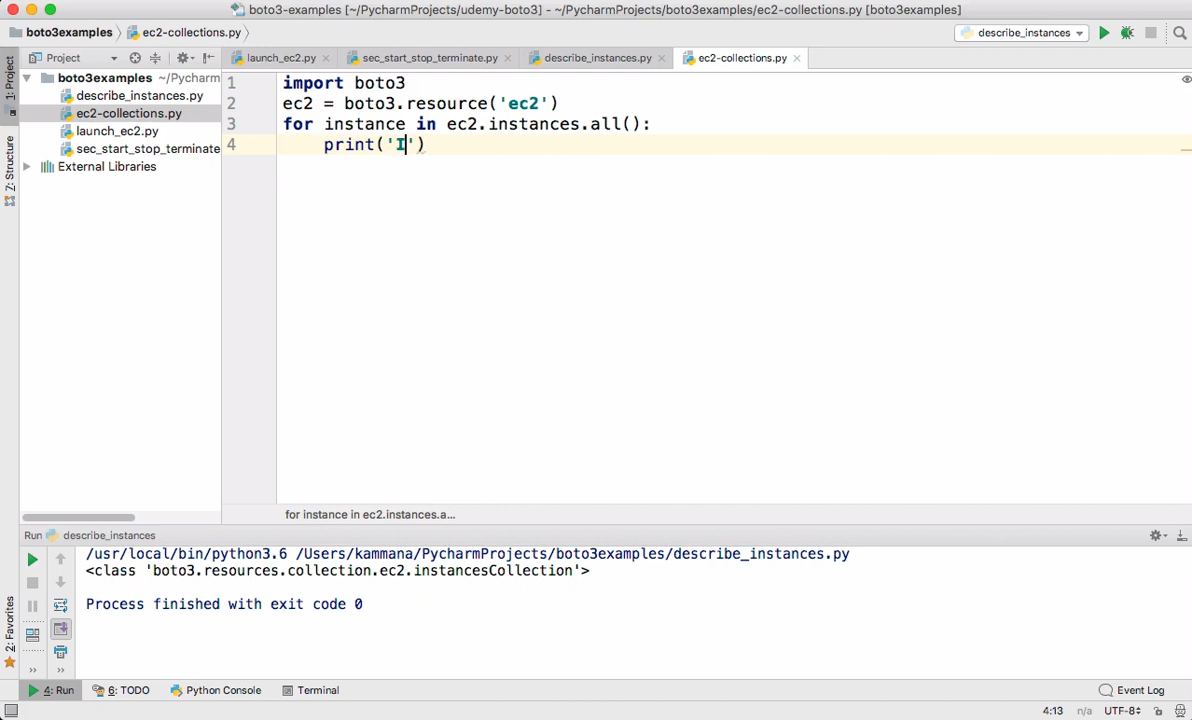 boto3-examples [~/PycharmProjects/udemy-boto3] - ~/PycharmProjects/boto3examples/ec2-collections.py [boto3examples]
boto3examples ec2-collections.py describe_instances
Project launch_ec2.py sec_start_stop_terminate.py describe_instances.py ec2-collections.py
boto3examples ~/Pycharm
describe_instances.py
ec2-collections.py
launch_ec2.py
sec_start_stop_terminate
External Libraries
1: Project
7: Structure
2: Favorites
1 import boto3
2 ec2 = boto3.resource('ec2')
3 for instance in ec2.instances.all():
4 print('I')
for instance in ec2.instances.a...
Run describe_instances
/usr/local/bin/python3.6 /Users/kammana/PycharmProjects/boto3examples/describe_instances.py
<class 'boto3.resources.collection.ec2.instancesCollection'>
Process finished with exit code 0
4: Run 6: TODO Python Console Terminal Event Log
4:13 n/a UTF-8